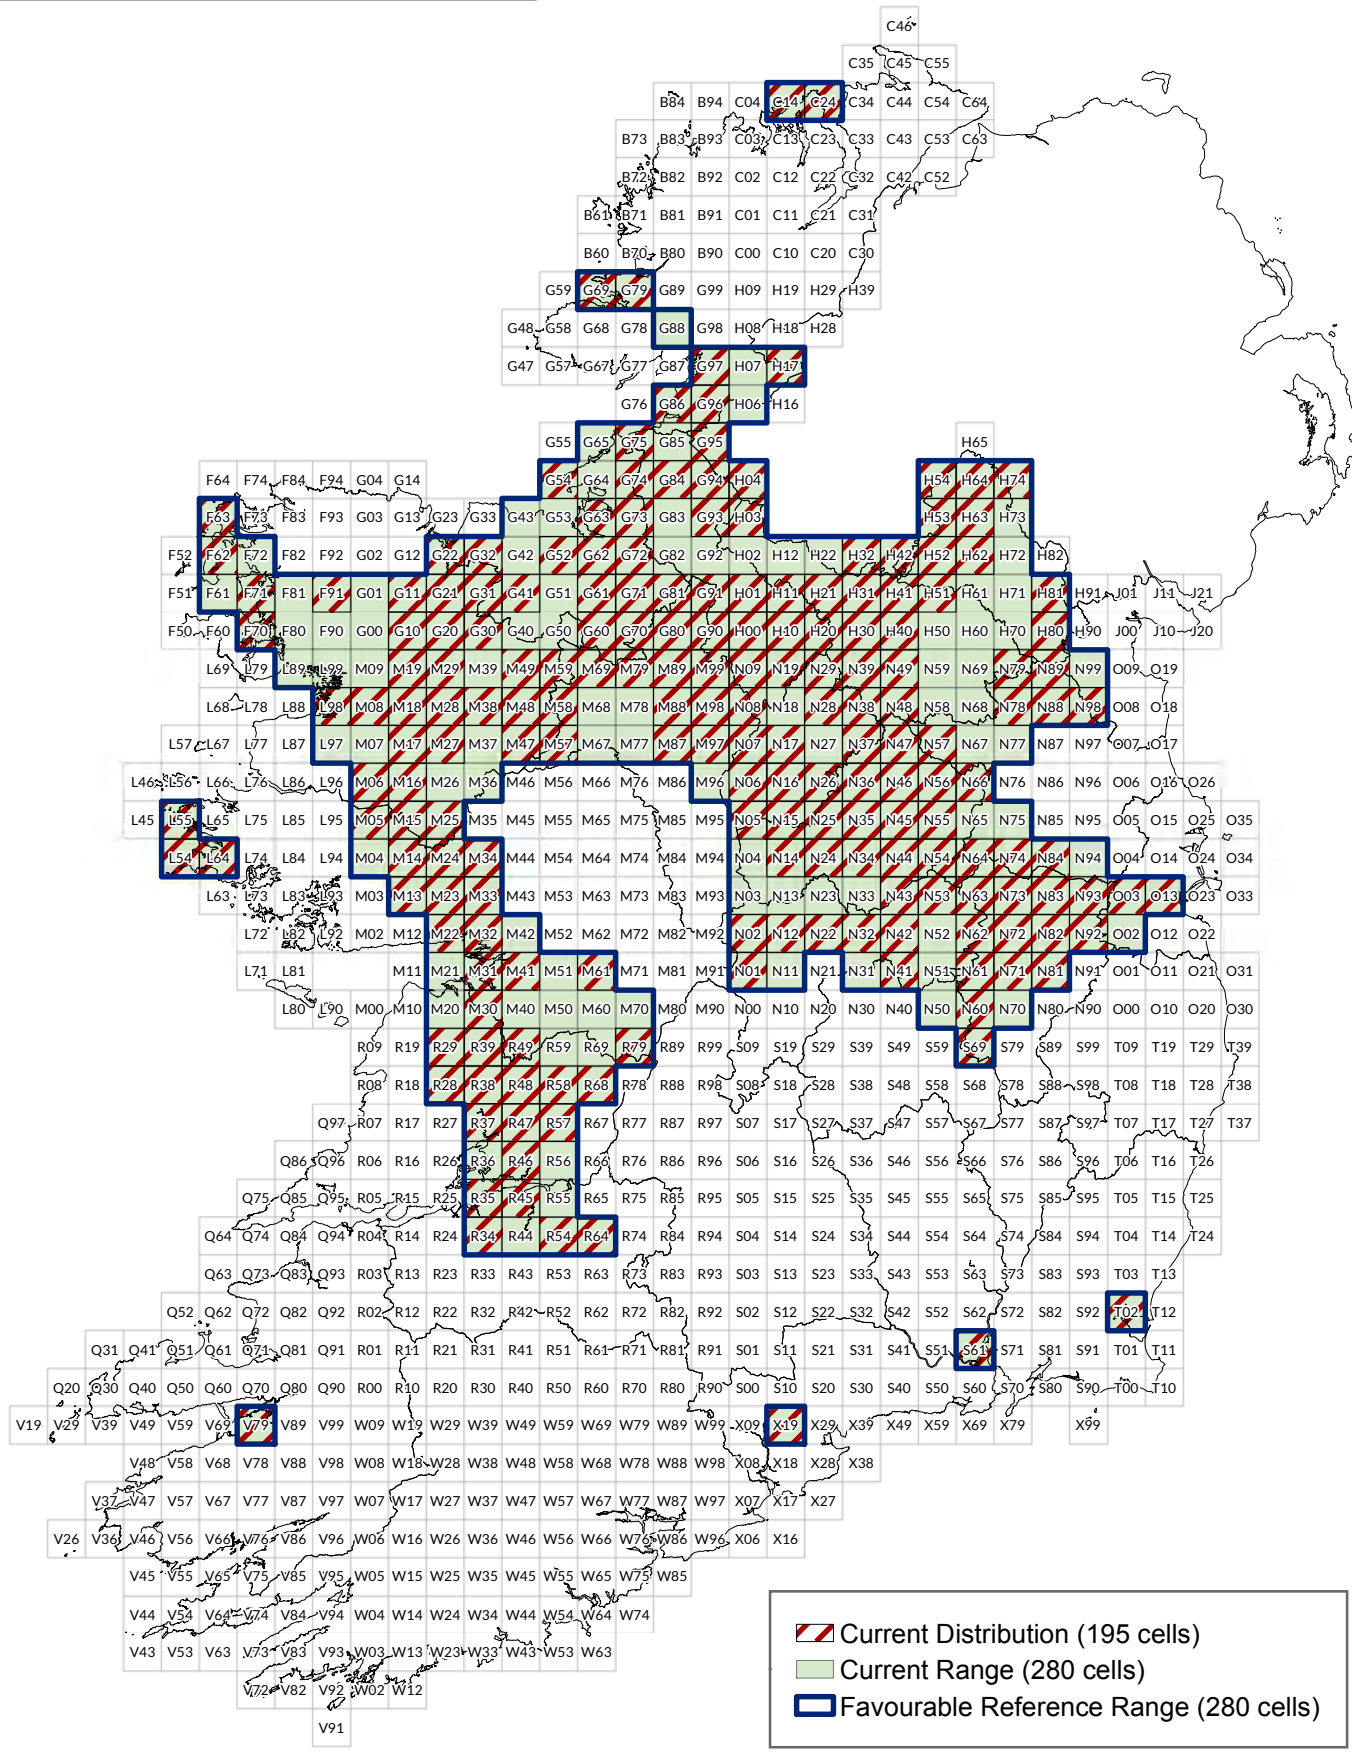 C46
C35 C45 C55
B84 B94 C04 C14 C24 C34 C44 C54 C64
B73 B83 B93 C03 C13 C23 C33 C43 C53 C63
B72 B82 B92 C02 C12 C22 C32 C42 C52
B61 B71 B81 B91 C01 C11 C21 C31
B60 B70 B80 B90 C00 C10 C20 C30
G59 G69 G79 G89 G99 H09 H19 H29 H39
G48 G58 G68 G78 G88 G98 H08 H18 H28
G47 G57 G67 G77 G87 G97 H07 H17
G76 G86 G96 H06 H16
G55 G65 G75 G85 G95 H65
F64 F74 F84 F94 G04 G14 G54 G64 G74 G84 G94 H04 H54 H64 H74
F63 F73 F83 F93 G03 G13 G23 G33 G43 G53 G63 G73 G83 G93 H03 H53 H63 H73
F52 F62 F72 F82 F92 G02 G12 G22 G32 G42 G52 G62 G72 G82 G92 H02 H12 H22 H32 H42 H52 H62 H72 H82
F51 F61 F71 F81 F91 G01 G11 G21 G31 G41 G51 G61 G71 G81 G91 H01 H11 H21 H31 H41 H51 H61 H71 H81 H91 J01 J11 J21
F50 F60 F70 F80 F90 G00 G10 G20 G30 G40 G50 G60 G70 G80 G90 H00 H10 H20 H30 H40 H50 H60 H70 H80 H90 J00 J10 J20
L69 L79 L89 L99 M09 M19 M29 M39 M49 M59 M69 M79 M89 M99 N09 N19 N29 N39 N49 N59 N69 N79 N89 N99 O09 O19
L68 L78 L88 L98 M08 M18 M28 M38 M48 M58 M68 M78 M88 M98 N08 N18 N28 N38 N48 N58 N68 N78 N88 N98 O08 O18
L57 L67 L77 L87 L97 M07 M17 M27 M37 M47 M57 M67 M77 M87 M97 N07 N17 N27 N37 N47 N57 N67 N77 N87 N97 O07 O17
L46 L56 L66 L76 L86 L96 M06 M16 M26 M36 M46 M56 M66 M76 M86 M96 N06 N16 N26 N36 N46 N56 N66 N76 N86 N96 O06 O16 O26
L45 L55 L65 L75 L85 L95 M05 M15 M25 M35 M45 M55 M65 M75 M85 M95 N05 N15 N25 N35 N45 N55 N65 N75 N85 N95 O05 O15 O25 O35
L54 L64 L74 L84 L94 M04 M14 M24 M34 M44 M54 M64 M74 M84 M94 N04 N14 N24 N34 N44 N54 N64 N74 N84 N94 O04 O14 O24 O34
L63 L73 L83 L93 M03 M13 M23 M33 M43 M53 M63 M73 M83 M93 N03 N13 N23 N33 N43 N53 N63 N73 N83 N93 O03 O13 O23 O33
L72 L82 L92 M02 M12 M22 M32 M42 M52 M62 M72 M82 M92 N02 N12 N22 N32 N42 N52 N62 N72 N82 N92 O02 O12 O22
L71 L81 M11 M21 M31 M41 M51 M61 M71 M81 M91 N01 N11 N21 N31 N41 N51 N61 N71 N81 N91 O01 O11 O21 O31
L80 L90 M00 M10 M20 M30 M40 M50 M60 M70 M80 M90 N00 N10 N20 N30 N40 N50 N60 N70 N80 N90 O00 O10 O20 O30
R09 R19 R29 R39 R49 R59 R69 R79 R89 R99 S09 S19 S29 S39 S49 S59 S69 S79 S89 S99 T09 T19 T29 T39
R08 R18 R28 R38 R48 R58 R68 R78 R88 R98 S08 S18 S28 S38 S48 S58 S68 S78 S88 S98 T08 T18 T28 T38
Q97 R07 R17 R27 R37 R47 R57 R67 R77 R87 R97 S07 S17 S27 S37 S47 S57 S67 S77 S87 S97 T07 T17 T27 T37
Q86 Q96 R06 R16 R26 R36 R46 R56 R66 R76 R86 R96 S06 S16 S26 S36 S46 S56 S66 S76 S86 S96 T06 T16 T26
Q75 Q85 Q95 R05 R15 R25 R35 R45 R55 R65 R75 R85 R95 S05 S15 S25 S35 S45 S55 S65 S75 S85 S95 T05 T15 T25
Q64 Q74 Q84 Q94 R04 R14 R24 R34 R44 R54 R64 R74 R84 R94 S04 S14 S24 S34 S44 S54 S64 S74 S84 S94 T04 T14 T24
Q63 Q73 Q83 Q93 R03 R13 R23 R33 R43 R53 R63 R73 R83 R93 S03 S13 S23 S33 S43 S53 S63 S73 S83 S93 T03 T13
Q52 Q62 Q72 Q82 Q92 R02 R12 R22 R32 R42 R52 R62 R72 R82 R92 S02 S12 S22 S32 S42 S52 S62 S72 S82 S92 T02 T12
Q31 Q41 Q51 Q61 Q71 Q81 Q91 R01 R11 R21 R31 R41 R51 R61 R71 R81 R91 S01 S11 S21 S31 S41 S51 S61 S71 S81 S91 T01 T11
Q20 Q30 Q40 Q50 Q60 Q70 Q80 Q90 R00 R10 R20 R30 R40 R50 R60 R70 R80 R90 S00 S10 S20 S30 S40 S50 S60 S70 S80 S90 T00 T10
V19 V29 V39 V49 V59 V69 V79 V89 V99 W09 W19 W29 W39 W49 W59 W69 W79 W89 W99 X09 X19 X29 X39 X49 X59 X69 X79 X99
V48 V58 V68 V78 V88 V98 W08 W18 W28 W38 W48 W58 W68 W78 W88 W98 X08 X18 X28 X38
V37 V47 V57 V67 V77 V87 V97 W07 W17 W27 W37 W47 W57 W67 W77 W87 W97 X07 X17 X27
V26 V36 V46 V56 V66 V76 V86 V96 W06 W16 W26 W36 W46 W56 W66 W76 W86 W96 X06 X16
V45 V55 V65 V75 V85 V95 W05 W15 W25 W35 W45 W55 W65 W75 W85
V44 V54 V64 V74 V84 V94 W04 W14 W24 W34 W44 W54 W64 W74
V43 V53 V63 V73 V83 V93 W03 W13 W23 W33 W43 W53 W63
V72 V82 V92 W02 W12
V91
Current Distribution (195 cells)
Current Range (280 cells)
Favourable Reference Range (280 cells)